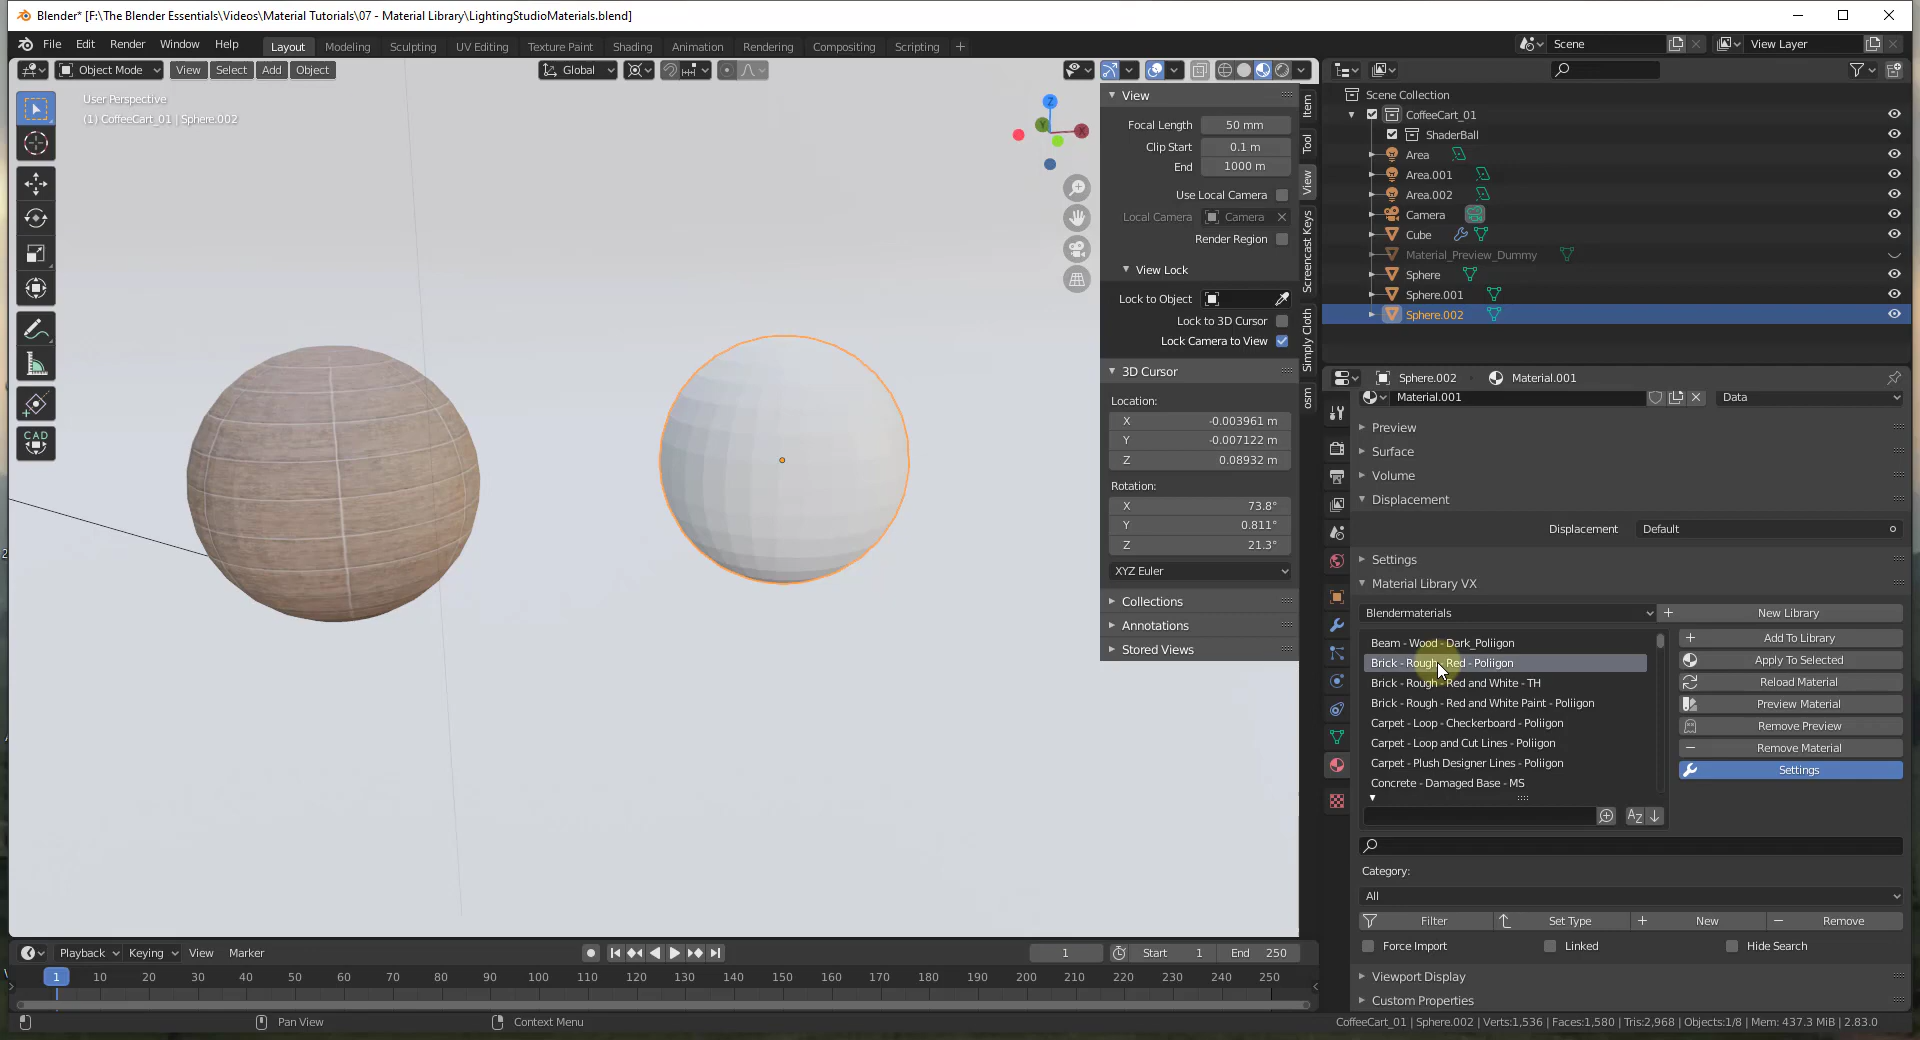 Blender* [F:\The Blender Essentials\Videos\Material Tutorials\07 - Material Library\LightingStudioMaterials.blend]
File Edit Render Window Help
Layout Modeling Sculpting UV Editing Texture Paint Shading Animation Rendering Compositing Scripting +
Scene
View Layer
Object Mode View Select Add Object
Global
User Perspective
(1) CoffeeCart_01 | Sphere.002
Z
Y
X
CAD
View
Focal Length 50 mm
Clip Start 0.1 m
End 1000 m
Use Local Camera
Local Camera Camera
Render Region
View Lock
Lock to Object
Lock to 3D Cursor
Lock Camera to View
3D Cursor
Location:
X -0.003961 m
Y -0.007122 m
Z 0.08932 m
Rotation:
X 73.8°
Y 0.811°
Z 21.3°
XYZ Euler
Collections
Annotations
Stored Views
Item
Tool
View
Screencast Keys
Simply Cloth
osm
Scene Collection
CoffeeCart_01
ShaderBall
Area
Area.001
Area.002
Camera
Cube
Material_Preview_Dummy
Sphere
Sphere.001
Sphere.002
Sphere.002 Material.001
Material.001 Data
Preview
Surface
Volume
Displacement
Displacement Default
Settings
Material Library VX
Blendermaterials New Library
Beam - Wood - Dark_Poliigon
Brick - Rough - Red - Poliigon
Brick - Rough - Red and White - TH
Brick - Rough - Red and White Paint - Poliigon
Carpet - Loop - Checkerboard - Poliigon
Carpet - Loop and Cut Lines - Poliigon
Carpet - Plush Designer Lines - Poliigon
Concrete - Damaged Base - MS
Add To Library
Apply To Selected
Reload Material
Preview Material
Remove Preview
Remove Material
Settings
Category:
All
Filter Set Type New Remove
Force Import Linked Hide Search
Viewport Display
Custom Properties
Playback Keying View Marker
1 Start 1 End 250
1 10 20 30 40 50 60 70 80 90 100 110 120 130 140 150 160 170 180 190 200 210 220 230 240 250
Pan View
Context Menu
CoffeeCart_01 | Sphere.002 | Verts:1,536 | Faces:1,580 | Tris:2,968 | Objects:1/8 | Mem: 437.3 MiB | 2.83.0